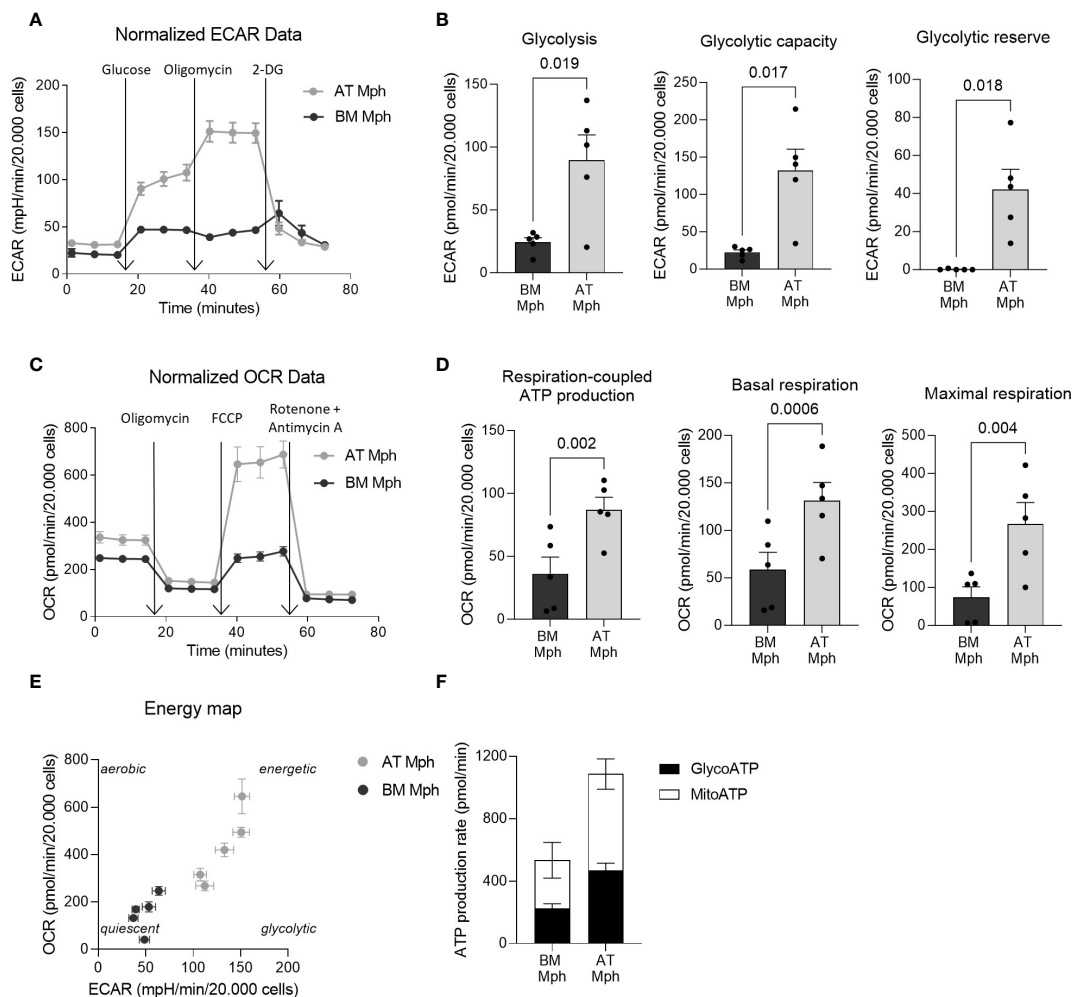 A
Normalized ECAR Data
Glucose Oligomycin 2-DG
AT Mph
BM Mph
ECAR (mpH/min/20.000 cells)
200
150
100
50
0
0 20 40 60 80
Time (minutes)
B
Glycolysis
0.019
ECAR (pmol/min/20.000 cells)
150
100
50
0
BM Mph
AT Mph
Glycolytic capacity
0.017
ECAR (pmol/min/20.000 cells)
250
200
150
100
50
0
BM Mph
AT Mph
Glycolytic reserve
0.018
ECAR (pmol/min/20.000 cells)
100
80
60
40
20
0
BM Mph
AT Mph
C
Normalized OCR Data
Oligomycin FCCP Rotenone +
Antimycin A
AT Mph
BM Mph
OCR (pmol/min/20.000 cells)
800
600
400
200
0
0 20 40 60 80
Time (minutes)
D
Respiration-coupled
ATP production
0.002
OCR (pmol/min/20.000 cells)
150
100
50
0
BM Mph
AT Mph
Basal respiration
0.0006
OCR (pmol/min/20.000 cells)
200
150
100
50
0
BM Mph
AT Mph
Maximal respiration
0.004
OCR (pmol/min/20.000 cells)
500
400
300
200
100
0
BM Mph
AT Mph
E
Energy map
aerobic energetic
quiescent glycolytic
AT Mph
BM Mph
OCR (pmol/min/20.000 cells)
800
600
400
200
0
0 50 100 150 200
ECAR (mpH/min/20.000 cells)
F
ATP production rate (pmol/min)
1200
800
400
0
BM Mph
AT Mph
GlycoATP
MitoATP